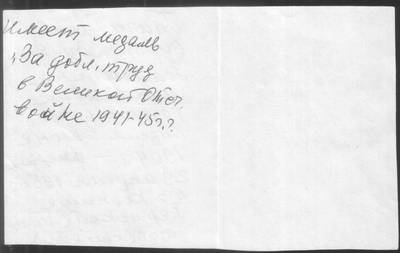 имеет медаль
„За добл. труд
в Великой Отеч.
войне 1941-45г.г.